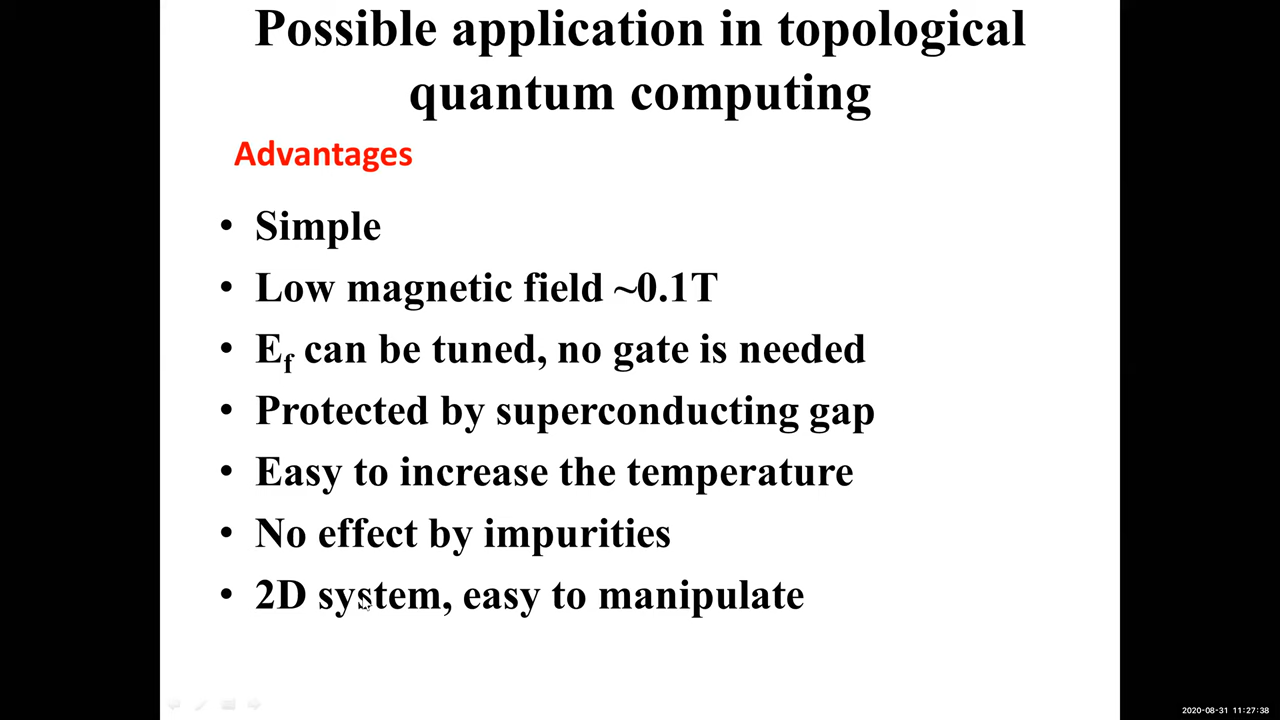 Possible application in topological
quantum computing
Advantages
• Simple
• Low magnetic field ~0.1T
• Ef can be tuned, no gate is needed
• Protected by superconducting gap
• Easy to increase the temperature
• No effect by impurities
• 2D system, easy to manipulate
2020-08-31 11:27:38